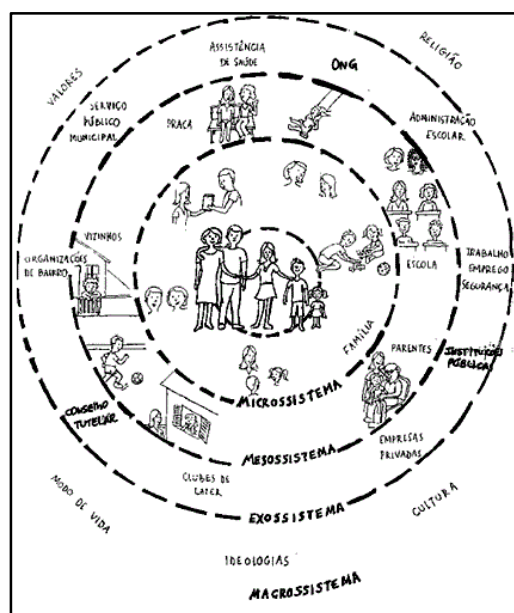 RELIGIÃO
ASSISTÊNCIA
DE SAÚDE
ONG
VALORES
SERVIÇO
PÚBLICO
MUNICIPAL
PRAÇA
ADMINISTRAÇÃO
ESCOLAR
VIZINHOS
ORGANIZAÇÕES
DE BAIRRO
ESCOLA
TRABALHO
EMPREGO
SEGURANÇA
FAMÍLIA
PARENTES
INSTITUIÇÕES
PÚBLICA
MICROSSISTEMA
CONSELHO
TUTELAR
MESOSSISTEMA
EMPRESAS
PRIVADAS
CLUBES DE
LAZER
MODO DE VIDA
EXOSSISTEMA
CULTURA
IDEOLOGIAS
MACROSSISTEMA